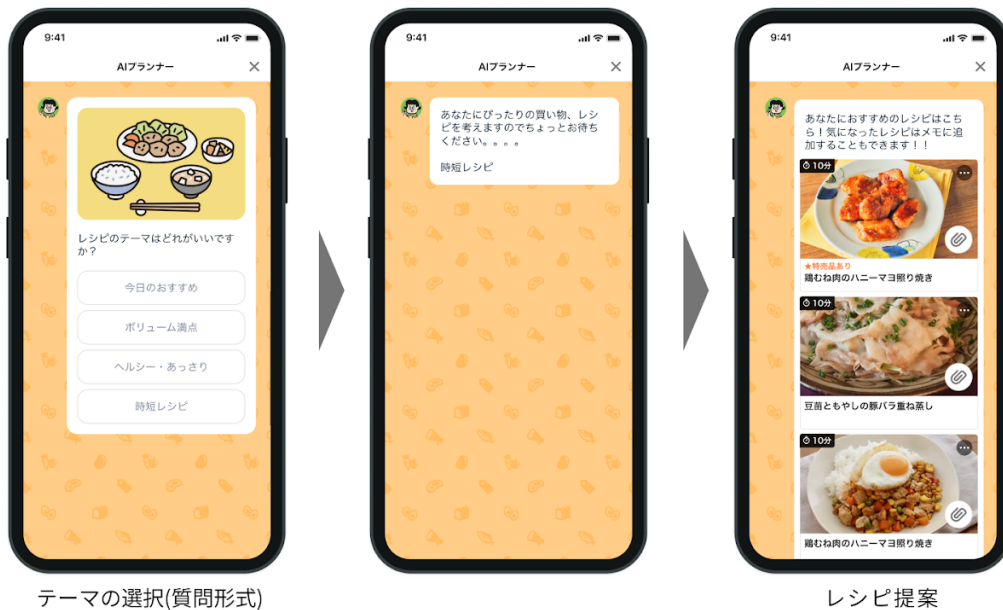 9:41
AIプランナー
レシピのテーマはどれがいいです
か？
今日のおすすめ
ボリューム満点
ヘルシー・あっさり
時短レシピ
テーマの選択(質問形式)
9:41
AIプランナー
あなたにぴったりの買い物、レシ
ピを考えますのでちょっとお待ち
ください。。。。
時短レシピ
9:41
AIプランナー
あなたにおすすめのレシピはこち
ら！気になったレシピはメモに追
加することもできます！！
10分
★特売品あり
鶏むね肉のハニーマヨ照り焼き
10分
豆苗ともやしの豚バラ重ね蒸し
10分
鶏むね肉のハニーマヨ照り焼き
レシピ提案